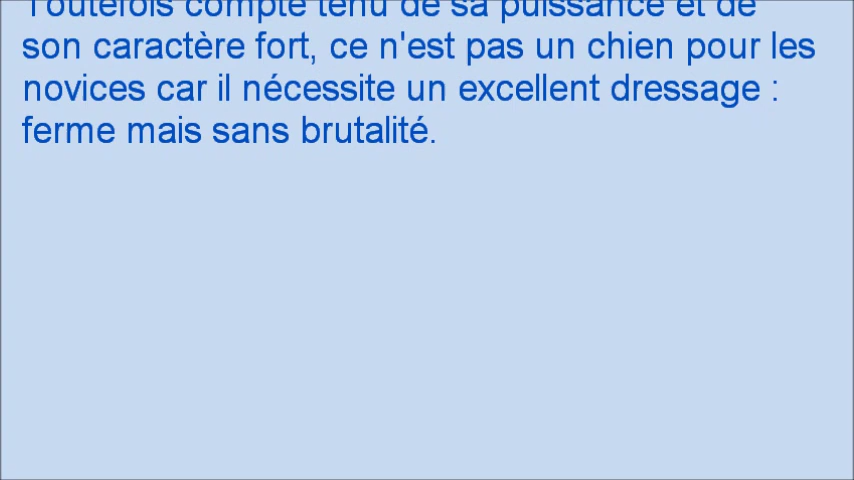 Toutefois compte tenu de sa puissance et de
son caractère fort, ce n'est pas un chien pour les
novices car il nécessite un excellent dressage :
ferme mais sans brutalité.